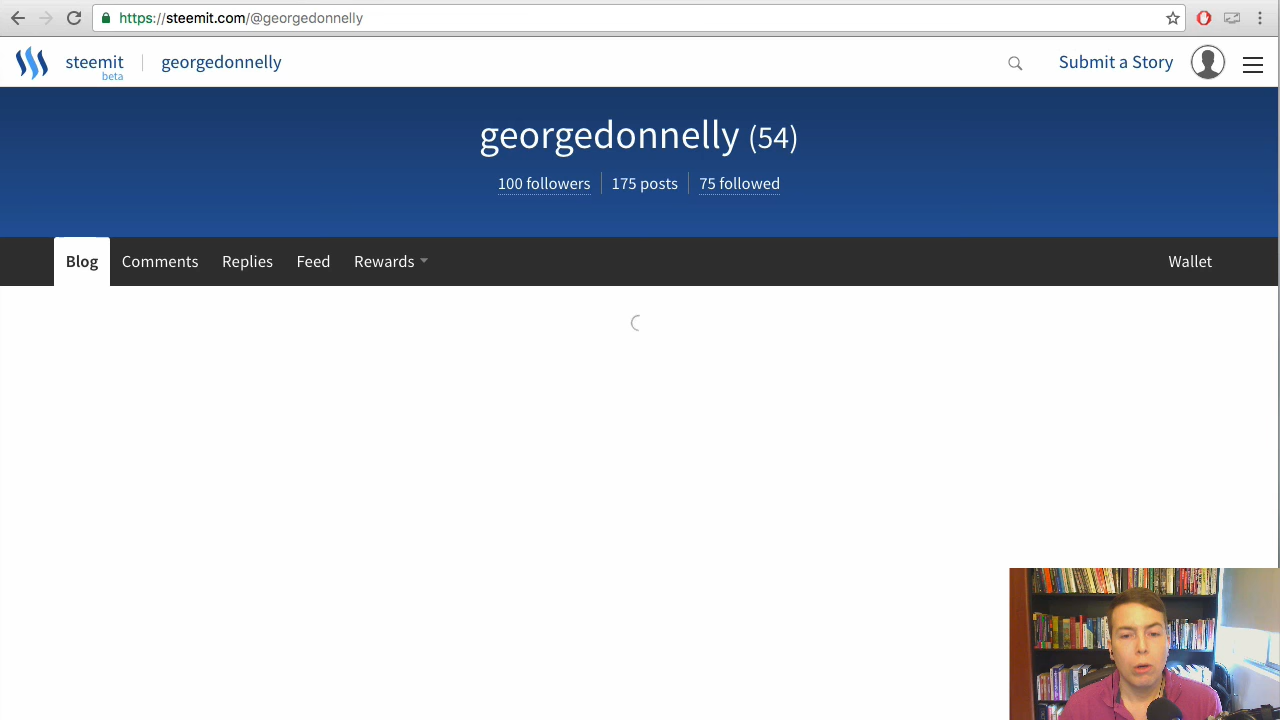 https://steemit.com/@georgedonnelly
steemit
beta
georgedonnelly
Submit a Story
georgedonnelly (54)
100 followers
175 posts
75 followed
Blog
Comments
Replies
Feed
Rewards
Wallet